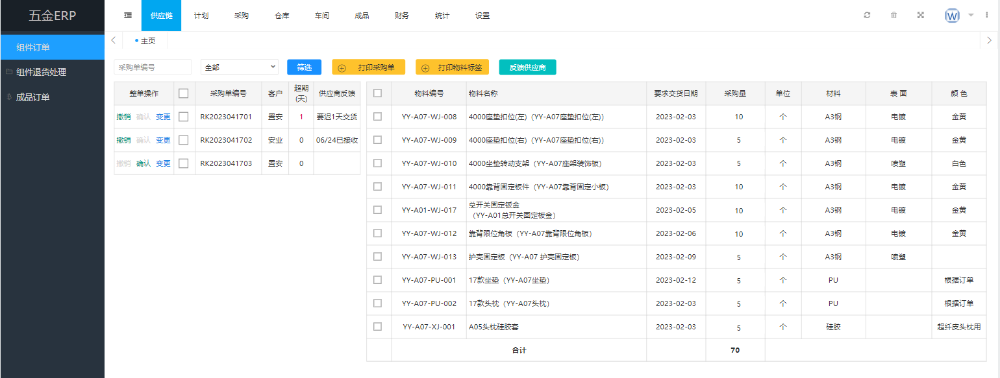 五金ERP
供应链 计划 采购 仓库 车间 成品 财务 统计 设置
主页
组件订单
组件退货处理
成品订单
采购单编号 全部 筛选 打印采购单 打印物料标签 反馈供应商
整单操作 采购单编号 客户 超期(天) 供应商反馈
撤销 确认 变更 RK2023041701 置安 1 要迟1天交货
撤销 确认 变更 RK2023041702 安业 0 06/24已接收
撤销 确认 变更 RK2023041703 置安 0
物料编号 物料名称 要求交货日期 采购量 单位 材料 表 面 颜 色
YY-A07-WJ-008 4000座垫扣位(左)（YY-A07座垫扣位(左)） 2023-02-03 10 个 A3钢 电镀 金黄
YY-A07-WJ-009 4000座垫扣位(右)（YY-A07座垫扣位(右)） 2023-02-03 5 个 A3钢 电镀 金黄
YY-A07-WJ-010 4000坐垫转动支架（YY-A07座架装饰板） 2023-02-03 5 个 A3钢 喷塑 白色
YY-A07-WJ-011 4000靠背固定板件（YY-A07靠背固定小板） 2023-02-03 10 个 A3钢 电镀 金黄
YY-A01-WJ-017 总开关固定钣金
（YY-A01总开关固定板金） 2023-02-05 10 个 A3钢 电镀 金黄
YY-A07-WJ-012 靠背限位角板（YY-A07靠背限位角板） 2023-02-06 10 个 A3钢 电镀 金黄
YY-A07-WJ-013 护壳固定板（YY-A07 护壳固定板） 2023-02-09 5 个 A3钢 喷塑
YY-A07-PU-001 17款坐垫（YY-A07坐垫） 2023-02-12 5 个 PU 根据订单
YY-A07-PU-002 17款头枕（YY-A07头枕） 2023-02-03 5 个 PU 根据订单
YY-A07-XJ-001 A05头枕硅胶套 2023-02-03 5 个 硅胶 超纤皮头枕用
合计 70